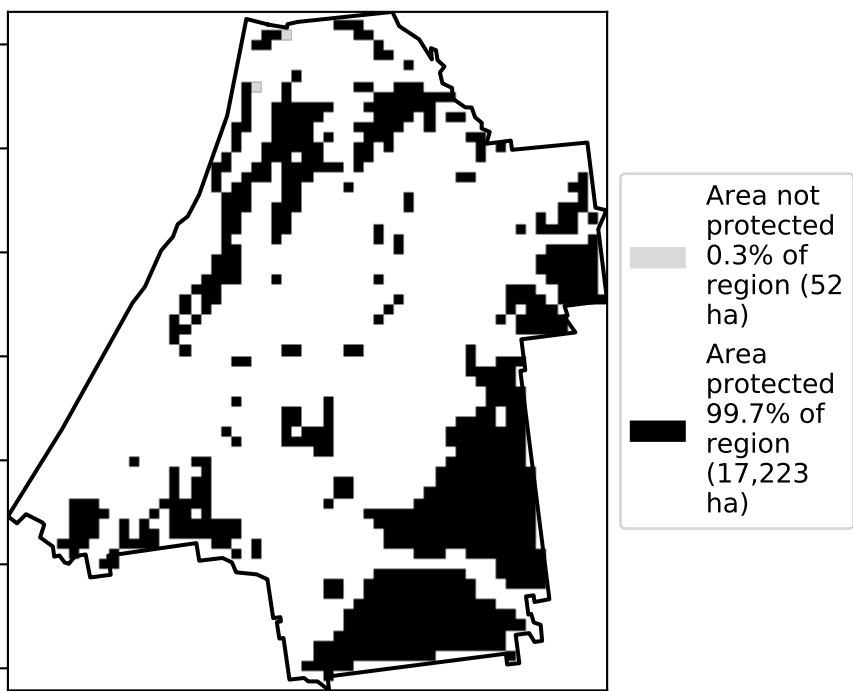 Area not
protected
0.3% of
region (52
ha)
Area
protected
99.7% of
region
(17,223
ha)